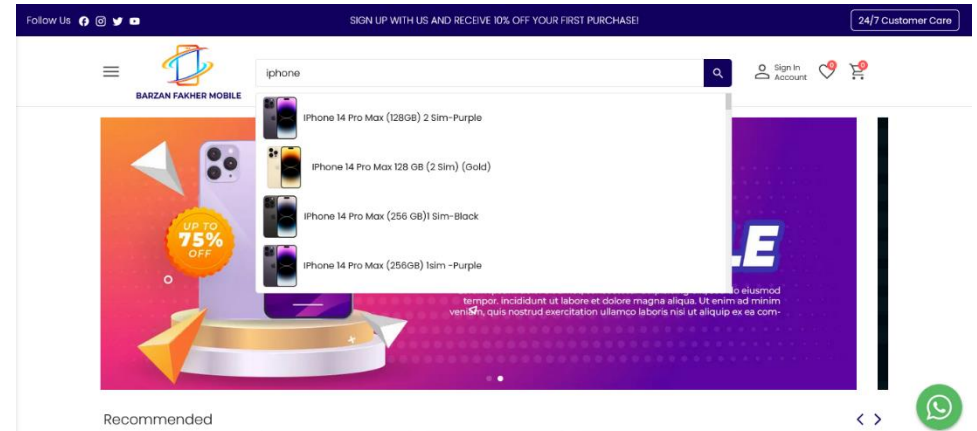 Follow Us
SIGN UP WITH US AND RECEIVE 10% OFF YOUR FIRST PURCHASE!
24/7 Customer Care
BARZAN FAKHER MOBILE
iphone
Sign In
Account
0
0
IPhone 14 Pro Max (128GB) 2 Sim-Purple
IPhone 14 Pro Max 128 GB (2 Sim) (Gold)
IPhone 14 Pro Max (256 GB)1 Sim-Black
IPhone 14 Pro Max (256GB) 1sim -Purple
UP TO
75%
OFF
LE
do eiusmod
tempor. incididunt ut labore et dolore magna aliqua. Ut enim ad minim
veniam, quis nostrud exercitation ullamco laboris nisi ut aliquip ex ea com-
Recommended